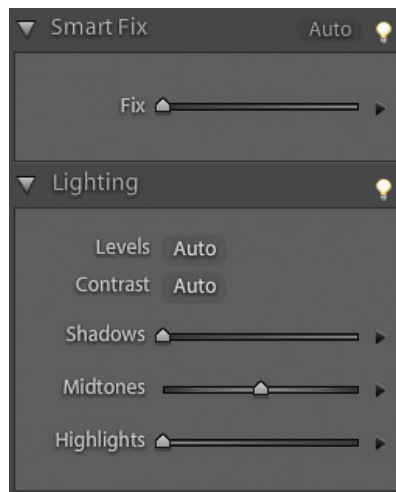 Smart Fix Auto
Fix
Lighting
Levels Auto
Contrast Auto
Shadows
Midtones
Highlights